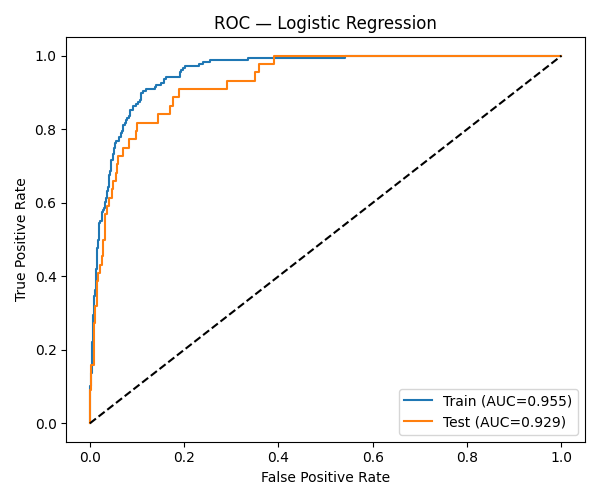 ROC — Logistic Regression
True Positive Rate
1.0
0.8
0.6
0.4
0.2
0.0
0.0 0.2 0.4 0.6 0.8 1.0
False Positive Rate
Train (AUC=0.955)
Test (AUC=0.929)